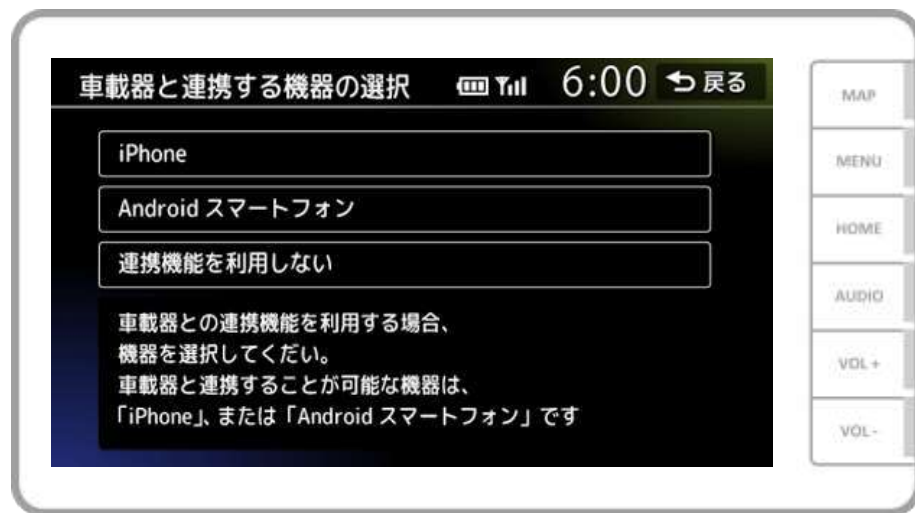 車載器と連携する機器の選択 6:00 戻る
iPhone
Android スマートフォン
連携機能を利用しない
車載器との連携機能を利用する場合、
機器を選択してくだい。
車載器と連携することが可能な機器は、
「iPhone」、または「Android スマートフォン」です
MAP
MENU
HOME
AUDIO
VOL +
VOL -